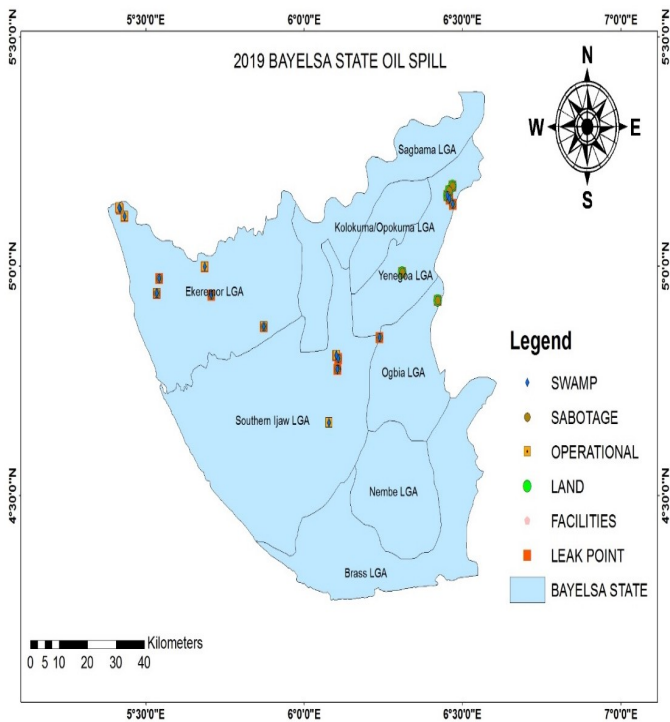 5°30'0"E 6°0'0"E 6°30'0"E 7°0'0"E
5°30'0"N
5°30'0"N
2019 BAYELSA STATE OIL SPILL
N
W
E
S
Sagbama LGA
Kolokuma/Opokuma LGA
5°0'0"N
Yenegoa LGA
5°0'0"N
Ekeremor LGA
Ogbia LGA
Southern Ijaw LGA
Nembe LGA
Brass LGA
4°30'0"N
4°30'0"N
Legend
SWAMP
SABOTAGE
OPERATIONAL
LAND
FACILITIES
LEAK POINT
BAYELSA STATE
Kilometers
0 5 10 20 30 40
5°30'0"E 6°0'0"E 6°30'0"E 7°0'0"E